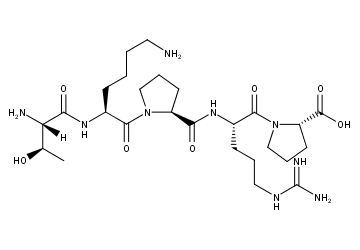 NH₂
O O O
H₂N N H N OH
H N H N
HO O O NH
N H NH₂